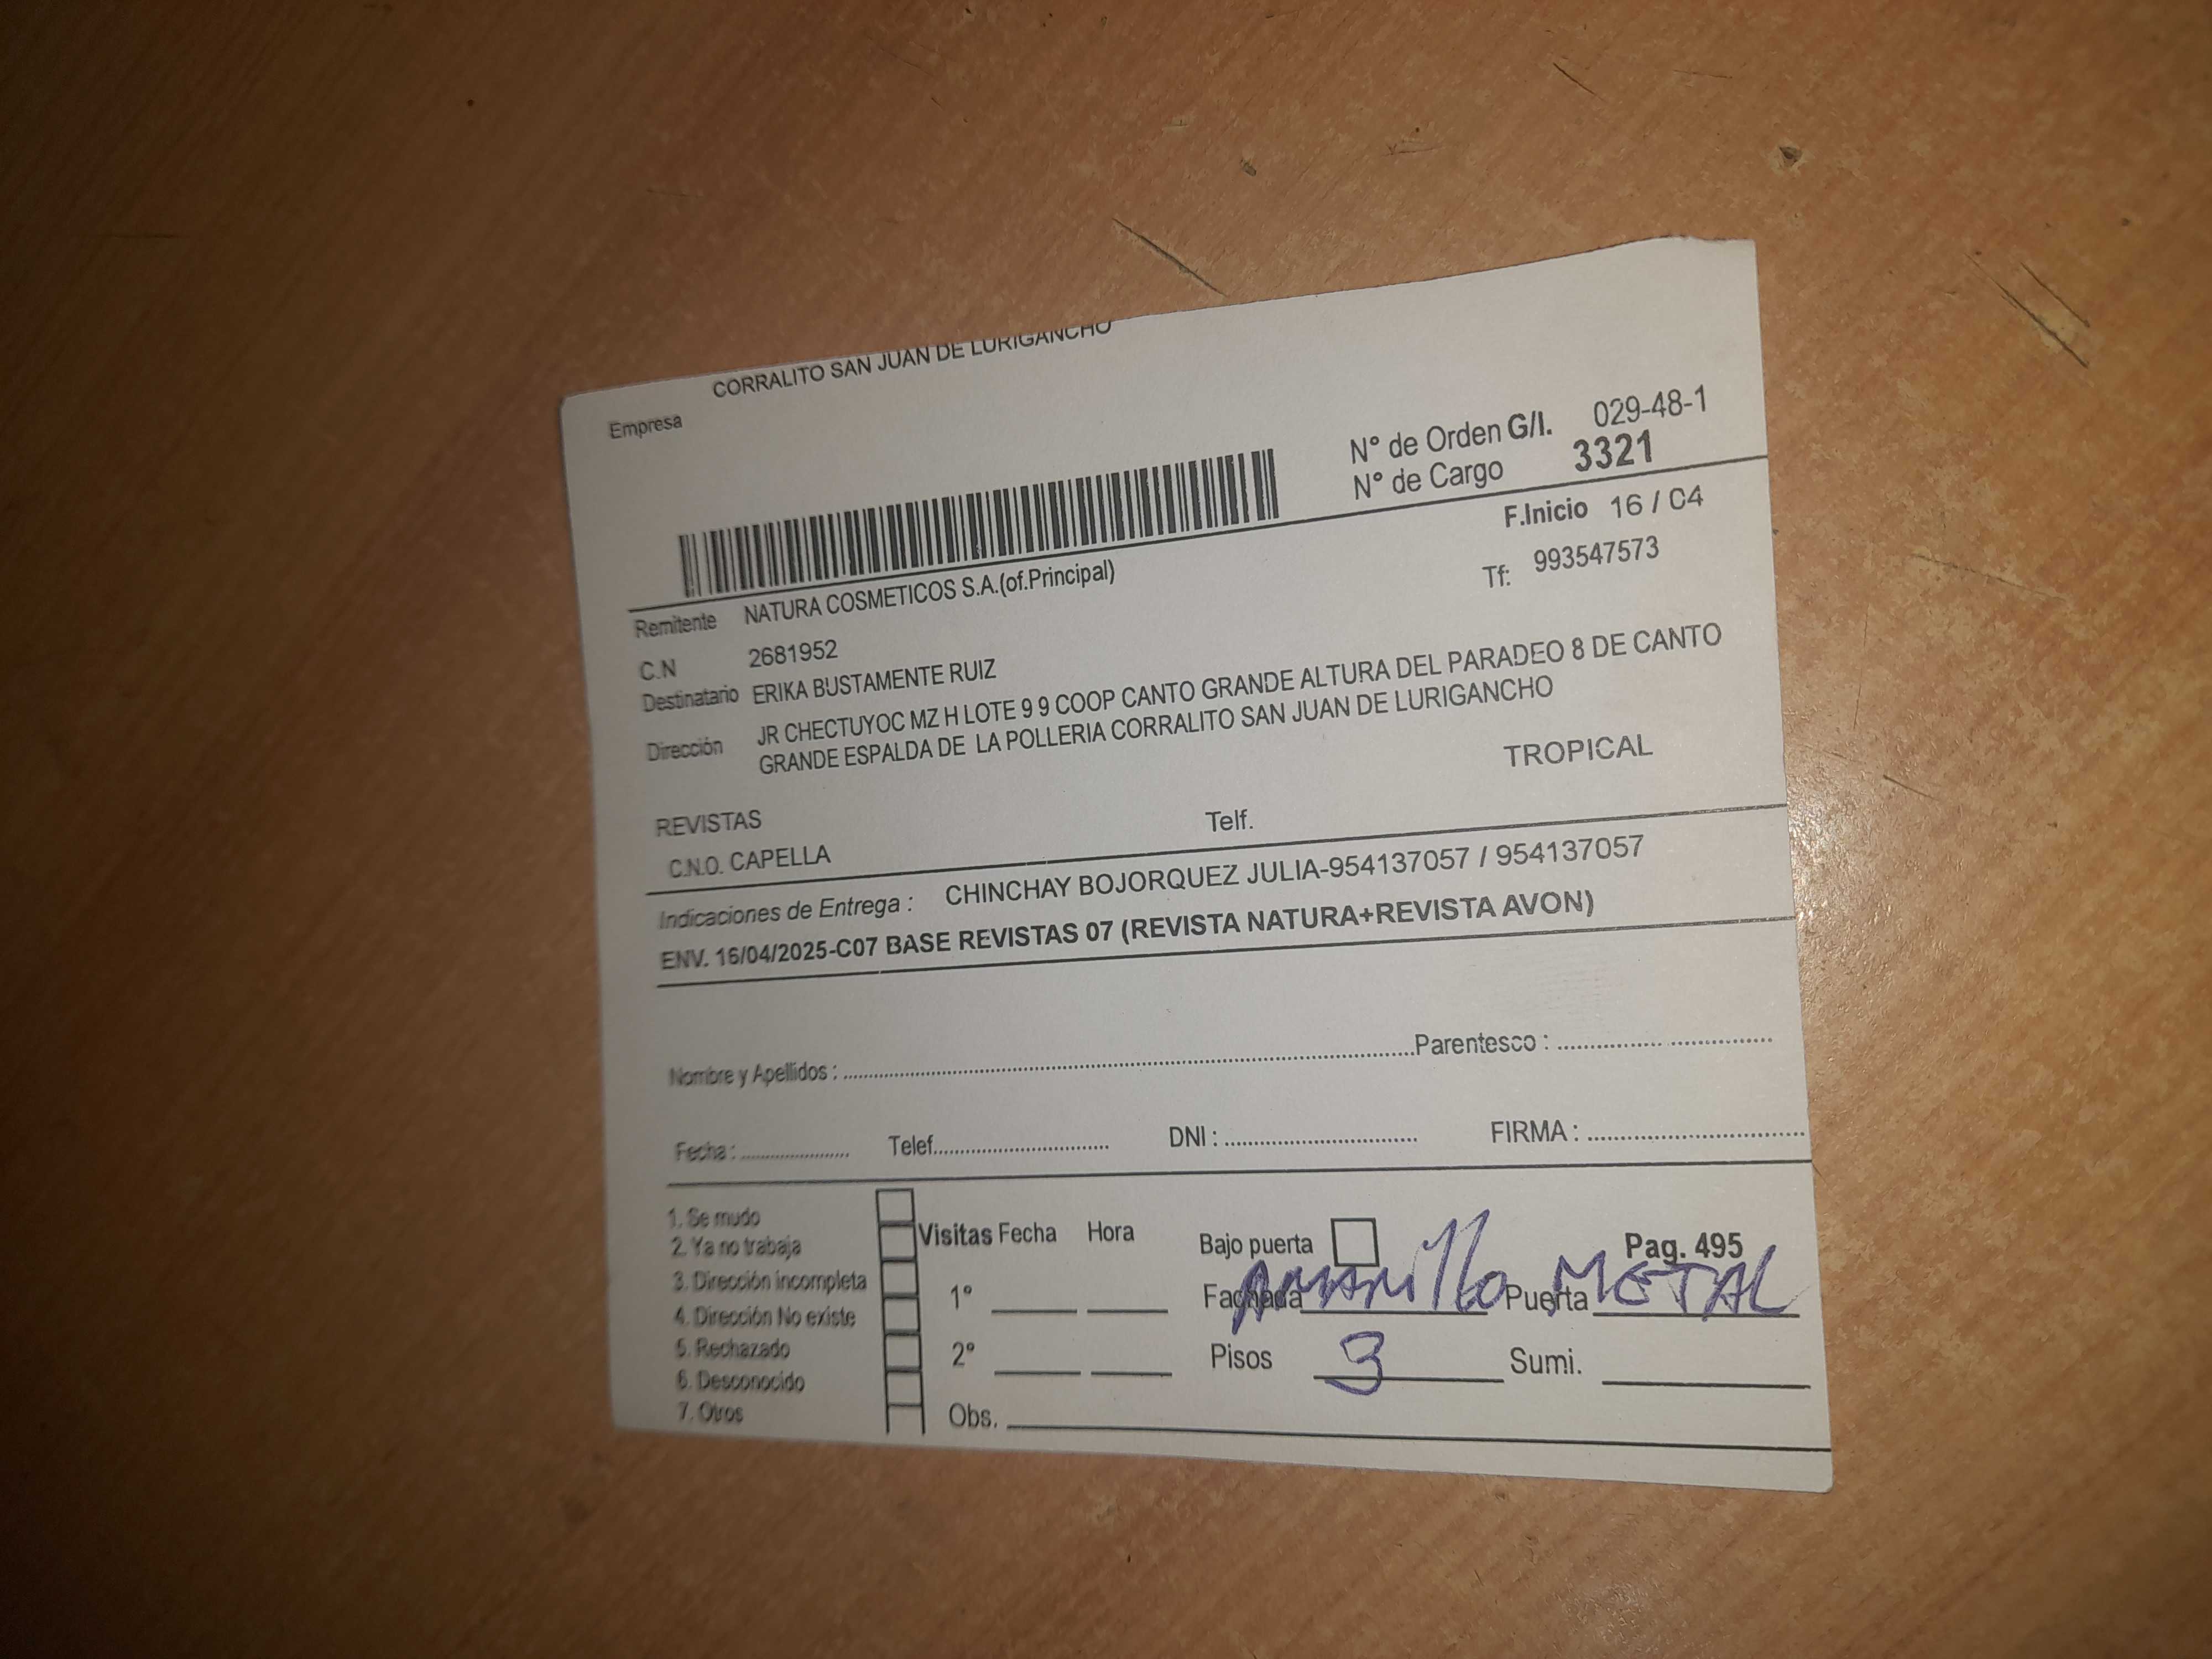 CORRALITO SAN JUAN DE LURIGANCHO
Empresa
N° de Orden G/I. 029-48-1
N° de Cargo 3321
F.Inicio 16 / 04
Remitente NATURA COSMETICOS S.A.(of.Principal)
Tf: 993547573
C.N 2681952
Destinatario ERIKA BUSTAMENTE RUIZ
Dirección JR CHECTUYOC MZ H LOTE 9 9 COOP CANTO GRANDE ALTURA DEL PARADEO 8 DE CANTO
GRANDE ESPALDA DE LA POLLERIA CORRALITO SAN JUAN DE LURIGANCHO
TROPICAL
REVISTAS
C.N.O. CAPELLA Telf.
Indicaciones de Entrega : CHINCHAY BOJORQUEZ JULIA-954137057 / 954137057
ENV. 16/04/2025-C07 BASE REVISTAS 07 (REVISTA NATURA+REVISTA AVON)
Nombre y Apellidos : Parentesco :
Fecha : Telef. DNI : FIRMA :
1. Se mudo
2. Ya no trabaja
3. Dirección incompleta
4. Dirección No existe
5. Rechazado
6. Desconocido
7. Otros
Visitas Fecha Hora
1°
2°
Obs.
Bajo puerta Pag. 495
Fachada AMARillo Puerta METAL
Pisos 3 Sumi.